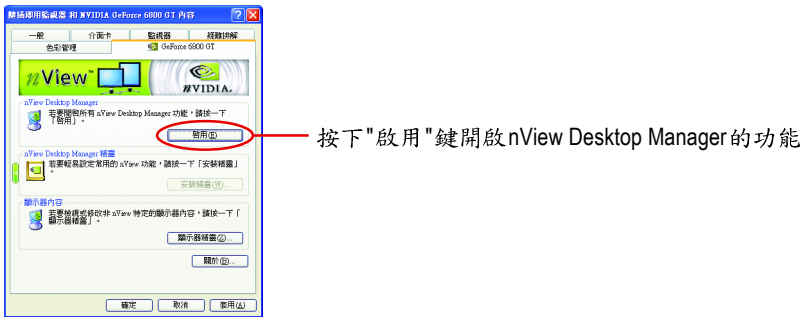 隨插即用監視器 和 NVIDIA GeForce 6800 GT 內容
一般 介面卡 監視器 疑難排解
色彩管理 GeForce 6800 GT
nView™ NVIDIA.
nView Desktop Manager
若要開啟所有 nView Desktop Manager 功能，請按一下
「啟用」。
啟用(E)
按下"啟用"鍵開啟nView Desktop Manager的功能
nView Desktop Manager 精靈
若要輕易設定常用的 nView 功能，請按一下「安裝精靈」
。
安裝精靈(W)...
顯示器內容
若要檢視或修改非 nView 特定的顯示器內容，請按一下「
顯示器精靈」。
顯示器精靈(Z)...
關於(B)...
確定 取消 套用(A)